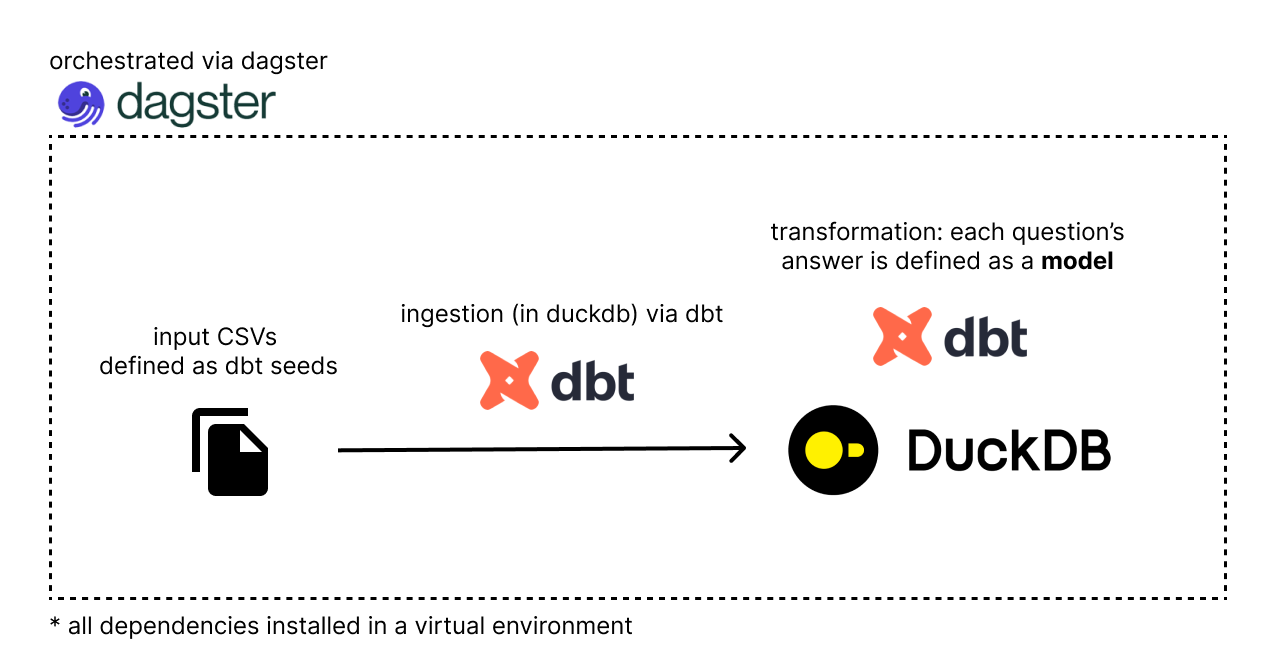 orchestrated via dagster
dagster
transformation: each question’s
answer is defined as a model
ingestion (in duckdb) via dbt
input CSVs
defined as dbt seeds
dbt
dbt
DuckDB
* all dependencies installed in a virtual environment